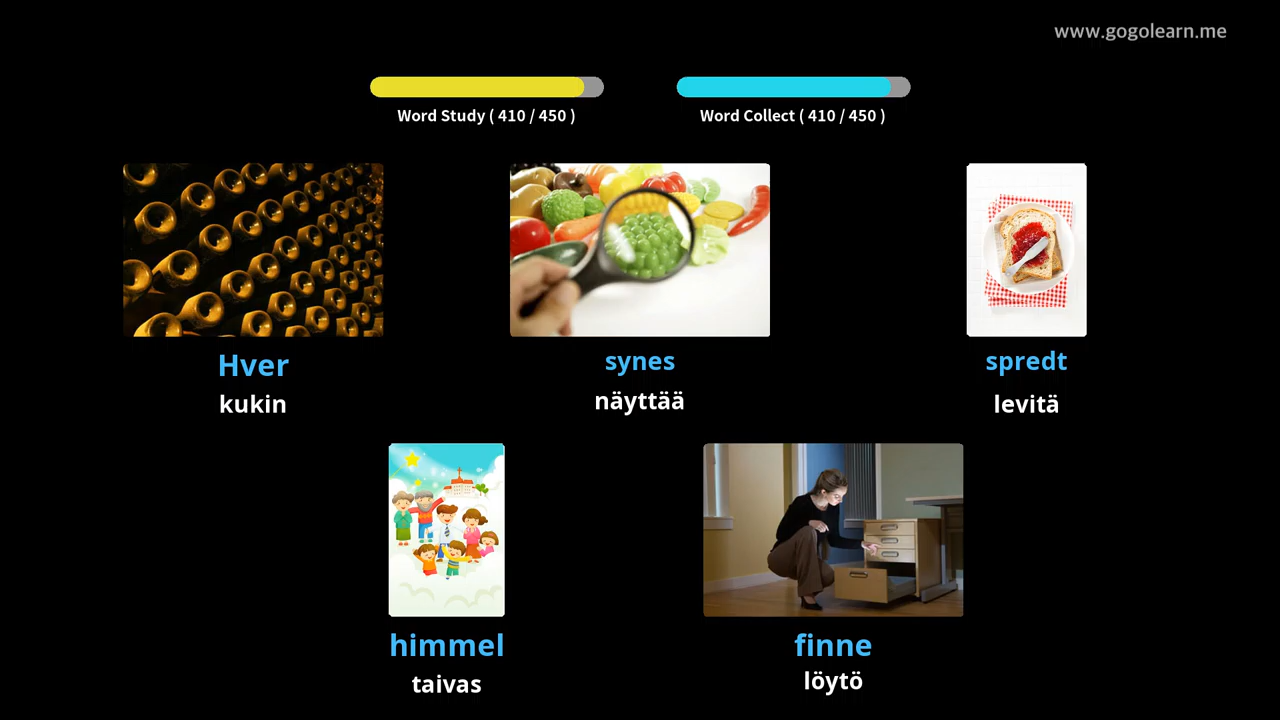 www.gogolearn.me
Word Study ( 410 / 450 )
Word Collect ( 410 / 450 )
Hver
kukin
synes
näyttää
spredt
levitä
himmel
taivas
finne
löytö